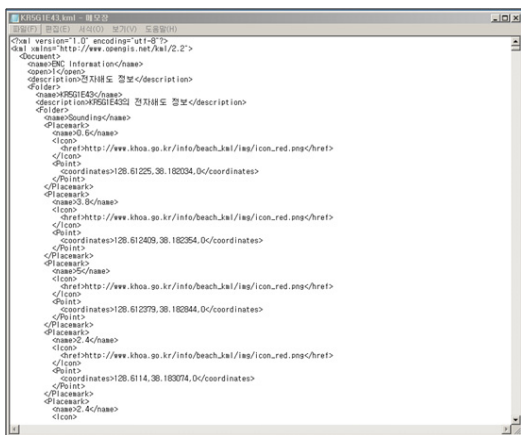 KR5G1E43.kml - 메모장
파일(F) 편집(E) 서식(O) 보기(V) 도움말(H)
<?xml version="1.0" encoding="utf-8"?>
<kml xmlns="http://www.opengis.net/kml/2.2">
<Document>
<name>ENC Information</name>
<open>1</open>
<description>전자해도 정보</description>
<Folder>
<name>KR5G1E43</name>
<description>KR5G1E43의 전자해도 정보</description>
<Folder>
<name>Sounding</name>
<Placemark>
<name>0.6</name>
<Icon>
<href>http://www.khoa.go.kr/info/beach_kml/img/icon_red.png</href>
</Icon>
<Point>
<coordinates>128.61225,38.182034,0</coordinates>
</Point>
</Placemark>
<Placemark>
<name>3.8</name>
<Icon>
<href>http://www.khoa.go.kr/info/beach_kml/img/icon_red.png</href>
</Icon>
<Point>
<coordinates>128.612409,38.182354,0</coordinates>
</Point>
</Placemark>
<Placemark>
<name>5</name>
<Icon>
<href>http://www.khoa.go.kr/info/beach_kml/img/icon_red.png</href>
</Icon>
<Point>
<coordinates>128.612379,38.182844,0</coordinates>
</Point>
</Placemark>
<Placemark>
<name>2.4</name>
<Icon>
<href>http://www.khoa.go.kr/info/beach_kml/img/icon_red.png</href>
</Icon>
<Point>
<coordinates>128.6114,38.183074,0</coordinates>
</Point>
</Placemark>
<Placemark>
<name>2.4</name>
<Icon>